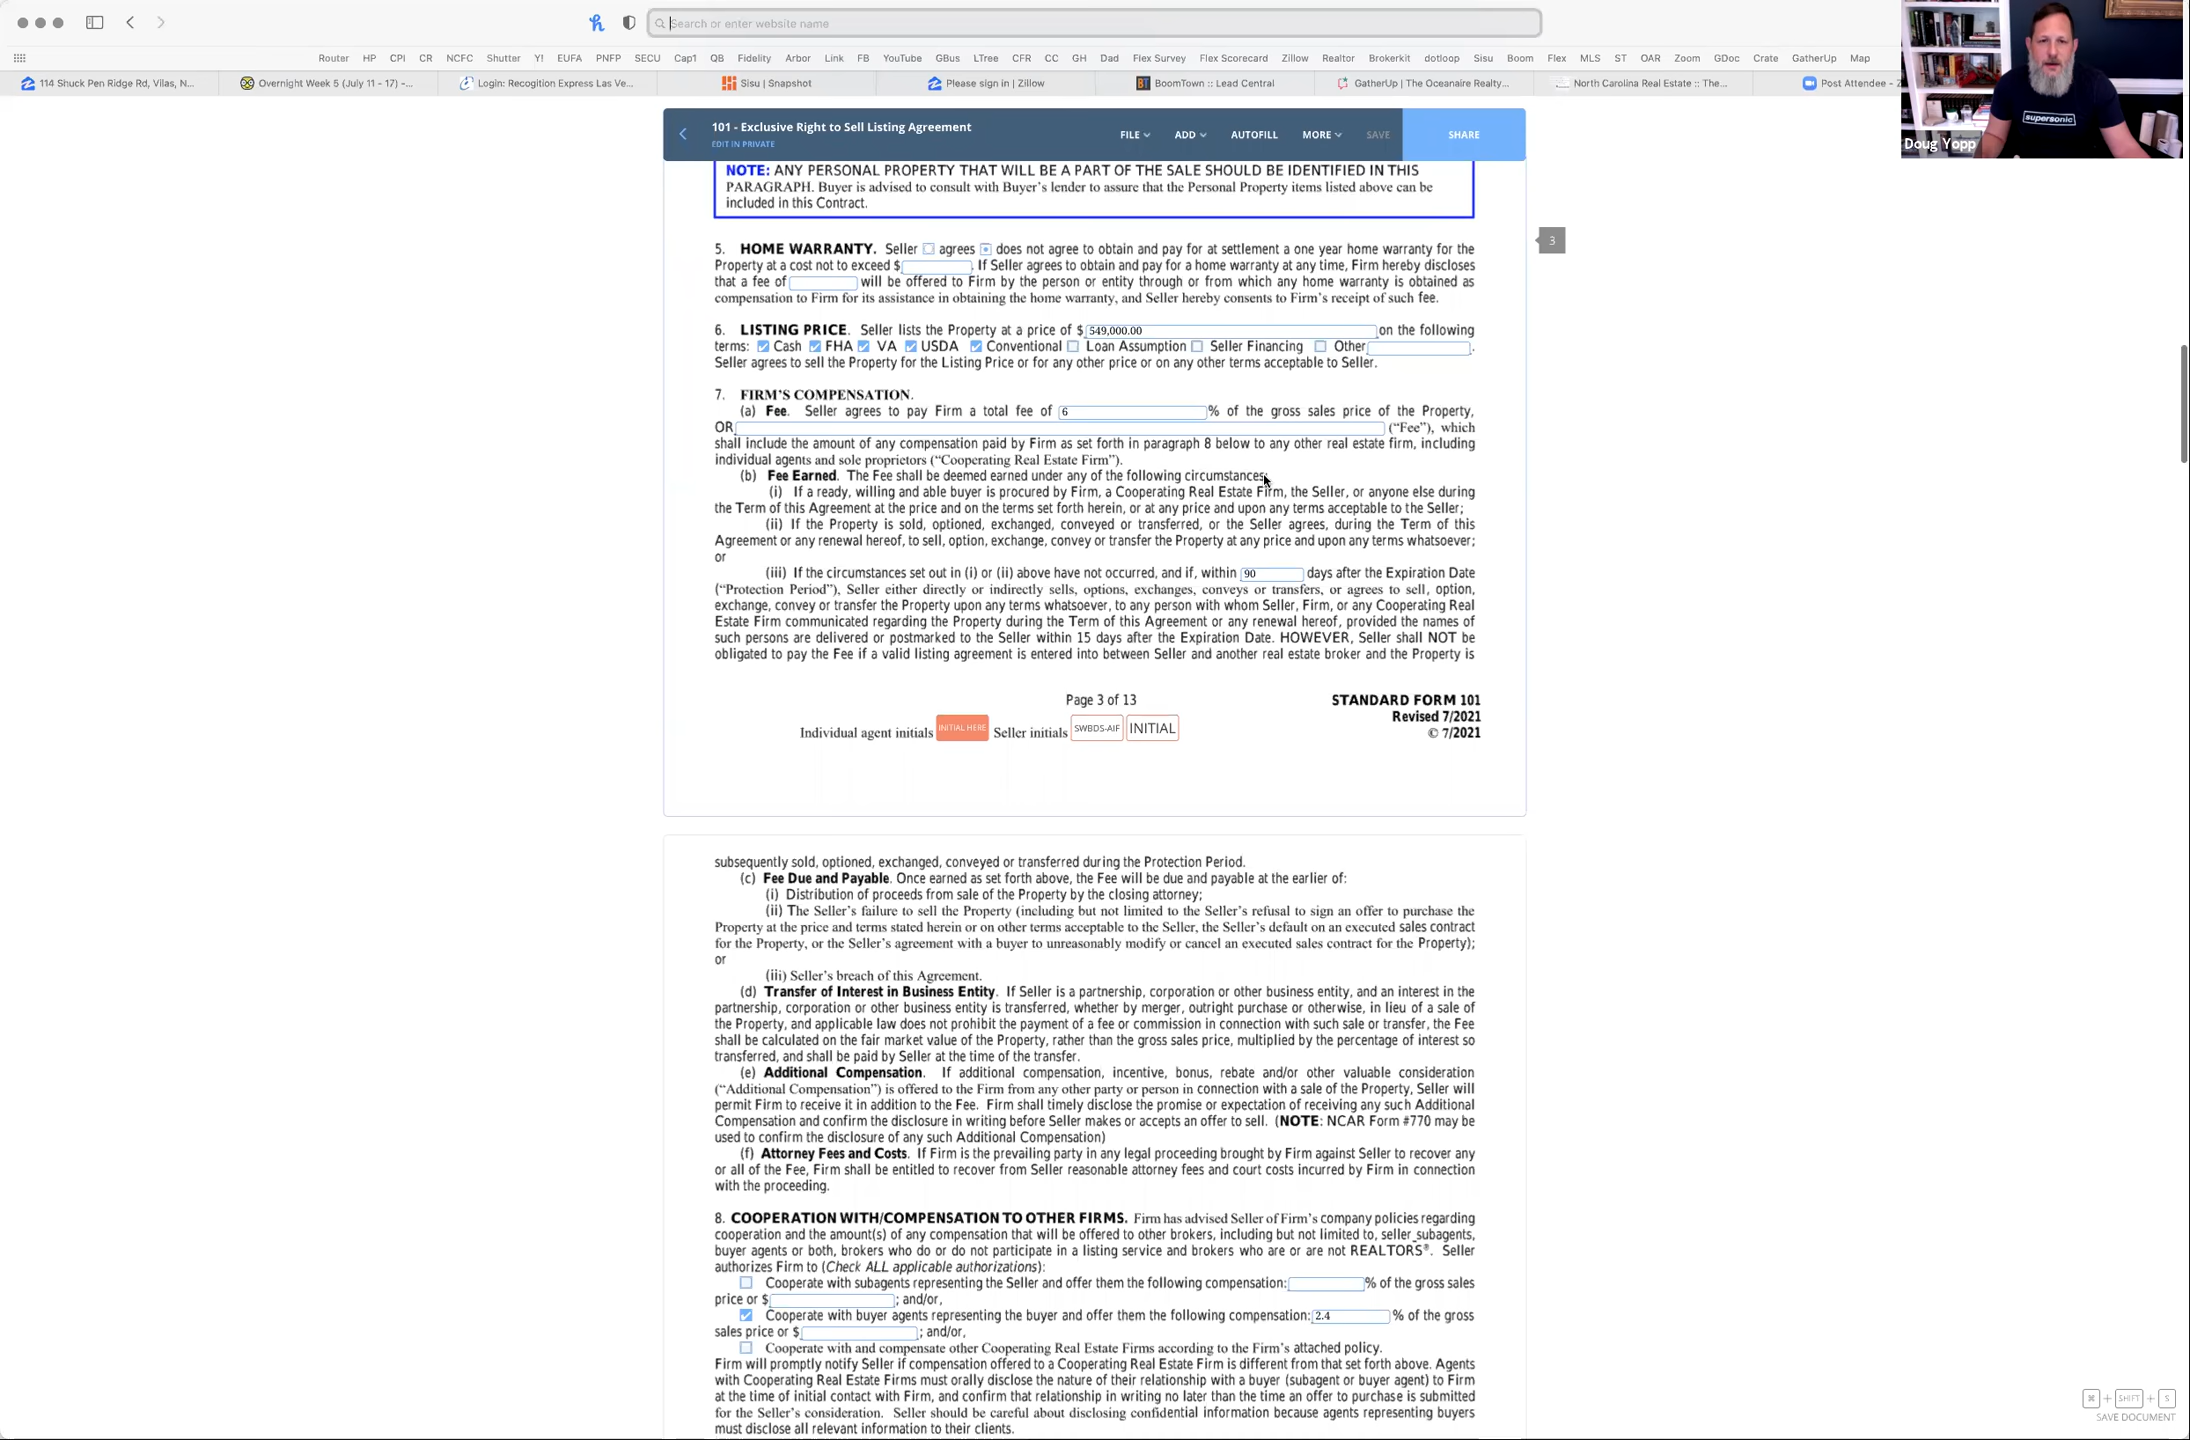 Search or enter website name
Router HP CPI CR NCFC Shutter Y! EUFA PNFP SECU Cap1 QB Fidelity Arbor Link FB YouTube GBus LTree CFR CC GH Dad Flex Survey Flex Scorecard Zillow Realtor Brokerkit dotloop Sisu Boom Flex MLS ST OAR Zoom GDoc Crate GatherUp Map
114 Shuck Pen Ridge Rd, Vilas, N... Overnight Week 5 (July 11 - 17) -... Login: Recogition Express Las Ve... Sisu | Snapshot Please sign in | Zillow BoomTown :: Lead Central GatherUp | The Oceanaire Realty... North Carolina Real Estate :: The... Post Attendee - Z
supersonic
Doug Yopp
101 - Exclusive Right to Sell Listing Agreement
EDIT IN PRIVATE
FILE ADD AUTOFILL MORE SAVE SHARE
NOTE: ANY PERSONAL PROPERTY THAT WILL BE A PART OF THE SALE SHOULD BE IDENTIFIED IN THIS
PARAGRAPH. Buyer is advised to consult with Buyer's lender to assure that the Personal Property items listed above can be
included in this Contract.
3
5. HOME WARRANTY. Seller agrees does not agree to obtain and pay for at settlement a one year home warranty for the
Property at a cost not to exceed $ . If Seller agrees to obtain and pay for a home warranty at any time, Firm hereby discloses
that a fee of will be offered to Firm by the person or entity through or from which any home warranty is obtained as
compensation to Firm for its assistance in obtaining the home warranty, and Seller hereby consents to Firm's receipt of such fee.
6. LISTING PRICE. Seller lists the Property at a price of $ 549,000.00 on the following
terms: Cash FHA VA USDA Conventional Loan Assumption Seller Financing Other .
Seller agrees to sell the Property for the Listing Price or for any other price or on any other terms acceptable to Seller.
7. FIRM'S COMPENSATION.
(a) Fee. Seller agrees to pay Firm a total fee of 6 % of the gross sales price of the Property,
OR ("Fee"), which
shall include the amount of any compensation paid by Firm as set forth in paragraph 8 below to any other real estate firm, including
individual agents and sole proprietors ("Cooperating Real Estate Firm").
(b) Fee Earned. The Fee shall be deemed earned under any of the following circumstances:
(i) If a ready, willing and able buyer is procured by Firm, a Cooperating Real Estate Firm, the Seller, or anyone else during
the Term of this Agreement at the price and on the terms set forth herein, or at any price and upon any terms acceptable to the Seller;
(ii) If the Property is sold, optioned, exchanged, conveyed or transferred, or the Seller agrees, during the Term of this
Agreement or any renewal hereof, to sell, option, exchange, convey or transfer the Property at any price and upon any terms whatsoever;
or
(iii) If the circumstances set out in (i) or (ii) above have not occurred, and if, within 90 days after the Expiration Date
("Protection Period"), Seller either directly or indirectly sells, options, exchanges, conveys or transfers, or agrees to sell, option,
exchange, convey or transfer the Property upon any terms whatsoever, to any person with whom Seller, Firm, or any Cooperating Real
Estate Firm communicated regarding the Property during the Term of this Agreement or any renewal hereof, provided the names of
such persons are delivered or postmarked to the Seller within 15 days after the Expiration Date. HOWEVER, Seller shall NOT be
obligated to pay the Fee if a valid listing agreement is entered into between Seller and another real estate broker and the Property is
Page 3 of 13
STANDARD FORM 101
Revised 7/2021
© 7/2021
Individual agent initials INITIAL HERE Seller initials SWBDS-AIF INITIAL
subsequently sold, optioned, exchanged, conveyed or transferred during the Protection Period.
(c) Fee Due and Payable. Once earned as set forth above, the Fee will be due and payable at the earlier of:
(i) Distribution of proceeds from sale of the Property by the closing attorney;
(ii) The Seller's failure to sell the Property (including but not limited to the Seller's refusal to sign an offer to purchase the
Property at the price and terms stated herein or on other terms acceptable to the Seller, the Seller's default on an executed sales contract
for the Property, or the Seller's agreement with a buyer to unreasonably modify or cancel an executed sales contract for the Property);
or
(iii) Seller's breach of this Agreement.
(d) Transfer of Interest in Business Entity. If Seller is a partnership, corporation or other business entity, and an interest in the
partnership, corporation or other business entity is transferred, whether by merger, outright purchase or otherwise, in lieu of a sale of
the Property, and applicable law does not prohibit the payment of a fee or commission in connection with such sale or transfer, the Fee
shall be calculated on the fair market value of the Property, rather than the gross sales price, multiplied by the percentage of interest so
transferred, and shall be paid by Seller at the time of the transfer.
(e) Additional Compensation. If additional compensation, incentive, bonus, rebate and/or other valuable consideration
("Additional Compensation") is offered to the Firm from any other party or person in connection with a sale of the Property, Seller will
permit Firm to receive it in addition to the Fee. Firm shall timely disclose the promise or expectation of receiving any such Additional
Compensation and confirm the disclosure in writing before Seller makes or accepts an offer to sell. (NOTE: NCAR Form #770 may be
used to confirm the disclosure of any such Additional Compensation)
(f) Attorney Fees and Costs. If Firm is the prevailing party in any legal proceeding brought by Firm against Seller to recover any
or all of the Fee, Firm shall be entitled to recover from Seller reasonable attorney fees and court costs incurred by Firm in connection
with the proceeding.
8. COOPERATION WITH/COMPENSATION TO OTHER FIRMS. Firm has advised Seller of Firm's company policies regarding
cooperation and the amount(s) of any compensation that will be offered to other brokers, including but not limited to, seller subagents,
buyer agents or both, brokers who do or do not participate in a listing service and brokers who are or are not REALTORS®. Seller
authorizes Firm to (Check ALL applicable authorizations):
Cooperate with subagents representing the Seller and offer them the following compensation: % of the gross sales
price or $ ; and/or,
Cooperate with buyer agents representing the buyer and offer them the following compensation: 2.4 % of the gross
sales price or $ ; and/or,
Cooperate with and compensate other Cooperating Real Estate Firms according to the Firm's attached policy.
Firm will promptly notify Seller if compensation offered to a Cooperating Real Estate Firm is different from that set forth above. Agents
with Cooperating Real Estate Firms must orally disclose the nature of their relationship with a buyer (subagent or buyer agent) to Firm
at the time of initial contact with Firm, and confirm that relationship in writing no later than the time an offer to purchase is submitted
for the Seller's consideration. Seller should be careful about disclosing confidential information because agents representing buyers
must disclose all relevant information to their clients.
⌘ + SHIFT + S
SAVE DOCUMENT